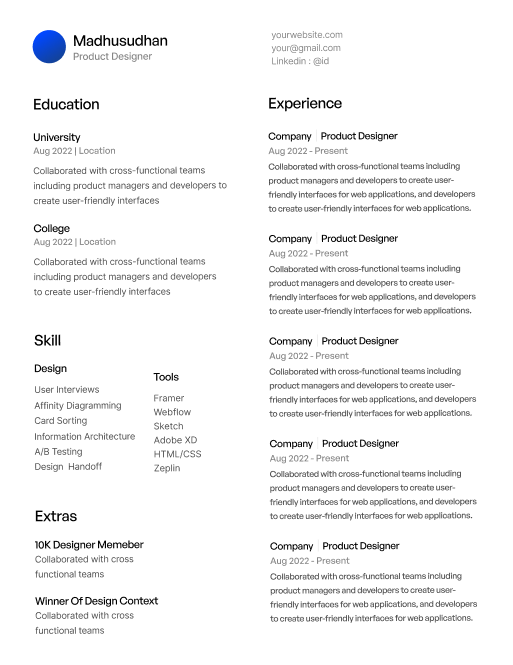 Madhusudhan
Product Designer
yourwebsite.com
your@gmail.com
Linkedin : @id
Education
University
Aug 2022 | Location
Collaborated with cross-functional teams
including product managers and developers to
create user-friendly interfaces
College
Aug 2022 | Location
Collaborated with cross-functional teams
including product managers and developers
to create user-friendly interfaces
Skill
Design
User Interviews
Affinity Diagramming
Card Sorting
Information Architecture
A/B Testing
Design Handoff
Tools
Framer
Webflow
Sketch
Adobe XD
HTML/CSS
Zeplin
Extras
10K Designer Memeber
Collaborated with cross
functional teams
Winner Of Design Context
Collaborated with cross
functional teams
Experience
Company | Product Designer
Aug 2022 - Present
Collaborated with cross-functional teams including
product managers and developers to create user-
friendly interfaces for web applications, and developers
to create user-friendly interfaces for web applications.
Company | Product Designer
Aug 2022 - Present
Collaborated with cross-functional teams including
product managers and developers to create user-
friendly interfaces for web applications, and developers
to create user-friendly interfaces for web applications.
Company | Product Designer
Aug 2022 - Present
Collaborated with cross-functional teams including
product managers and developers to create user-
friendly interfaces for web applications, and developers
to create user-friendly interfaces for web applications.
Company | Product Designer
Aug 2022 - Present
Collaborated with cross-functional teams including
product managers and developers to create user-
friendly interfaces for web applications, and developers
to create user-friendly interfaces for web applications.
Company | Product Designer
Aug 2022 - Present
Collaborated with cross-functional teams including
product managers and developers to create user-
friendly interfaces for web applications, and developers
to create user-friendly interfaces for web applications.